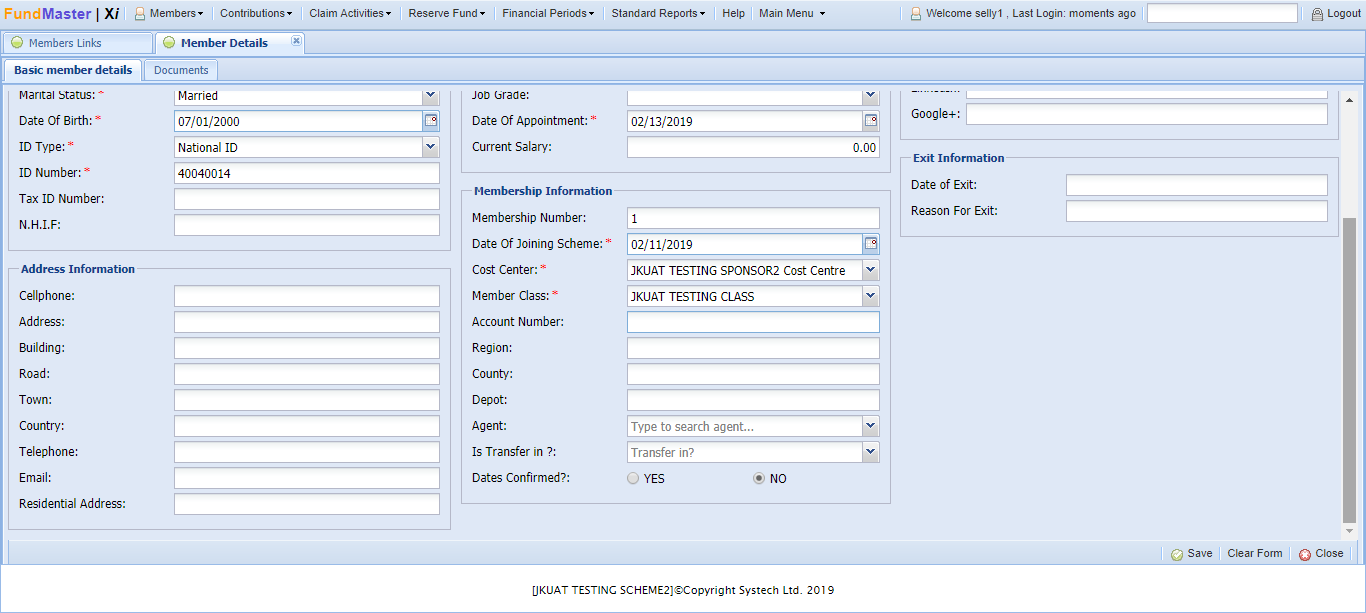 FundMaster | Xi Members Contributions Claim Activities Reserve Fund Financial Periods Standard Reports Help Main Menu Welcome selly1 , Last Login: moments ago Logout
Members Links Member Details
Basic member details Documents
Marital Status: * Married
Date Of Birth: * 07/01/2000
ID Type: * National ID
ID Number: * 40040014
Tax ID Number:
N.H.I.F:
Address Information
Cellphone:
Address:
Building:
Road:
Town:
Country:
Telephone:
Email:
Residential Address:
Job Grade:
Date Of Appointment: * 02/13/2019
Current Salary: 0.00
Membership Information
Membership Number: 1
Date Of Joining Scheme: * 02/11/2019
Cost Center: * JKUAT TESTING SPONSOR2 Cost Centre
Member Class: * JKUAT TESTING CLASS
Account Number:
Region:
County:
Depot:
Agent: Type to search agent...
Is Transfer in ?: Transfer in?
Dates Confirmed?: YES NO
Google+:
Exit Information
Date of Exit:
Reason For Exit:
Save Clear Form Close
[JKUAT TESTING SCHEME2]©Copyright Systech Ltd. 2019